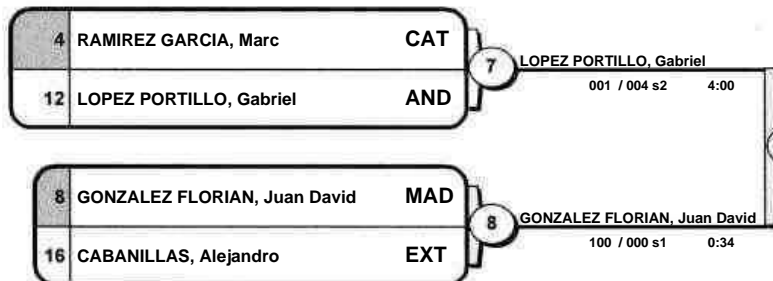 4 RAMIREZ GARCIA, Marc CAT
12 LOPEZ PORTILLO, Gabriel AND
7
LOPEZ PORTILLO, Gabriel
001 / 004 s2 4:00
8 GONZALEZ FLORIAN, Juan David MAD
16 CABANILLAS, Alejandro EXT
8
GONZALEZ FLORIAN, Juan David
100 / 000 s1 0:34